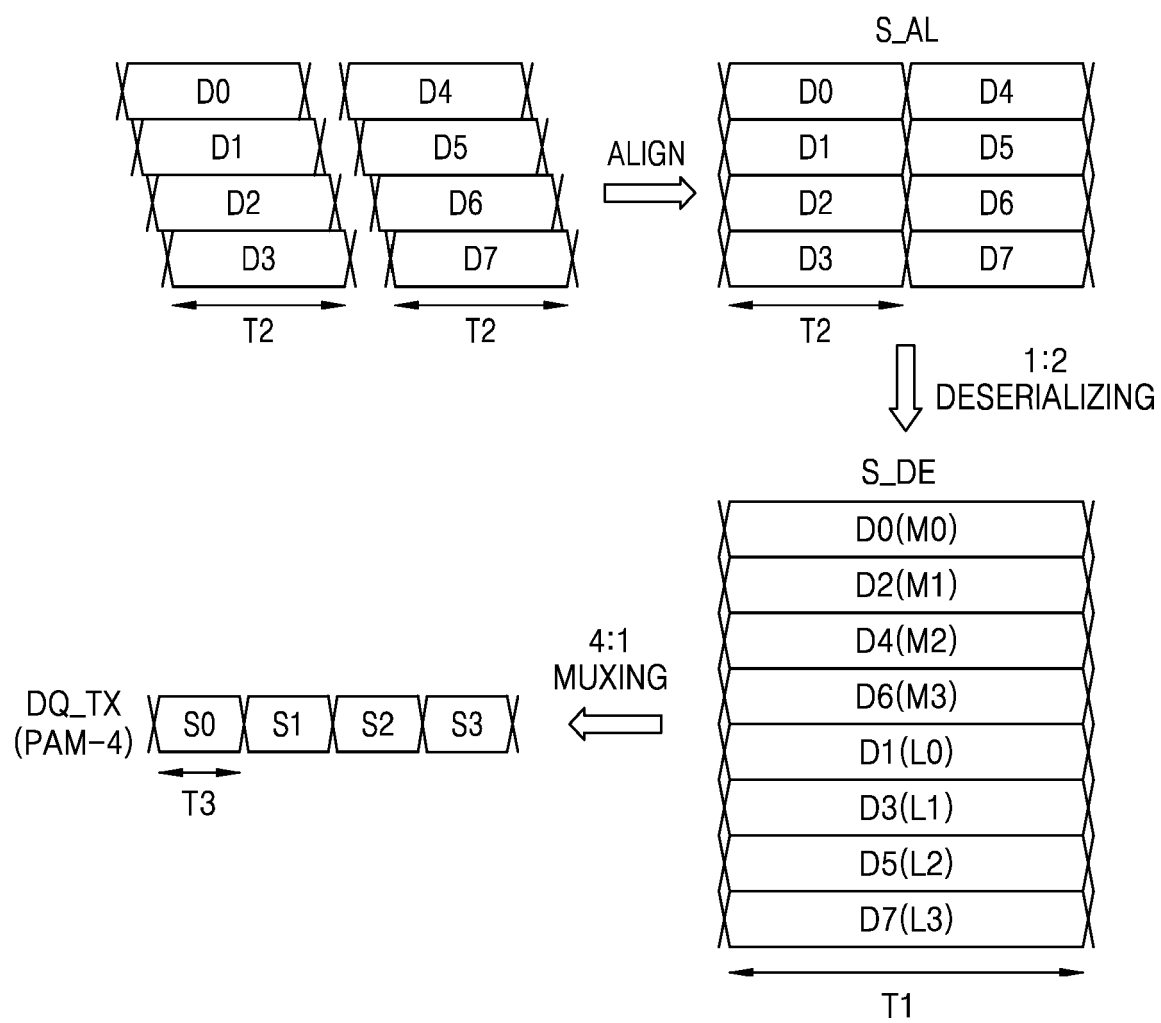 S_AL
D0 D4 D0 D4
D1 D5 D1 D5
ALIGN
D2 D6 D2 D6
D3 D7 D3 D7
T2 T2 T2
1:2
DESERIALIZING
S_DE
D0(M0)
D2(M1)
D4(M2)
D6(M3)
D1(L0)
D3(L1)
D5(L2)
D7(L3)
T1
4:1
MUXING
DQ_TX
(PAM-4)
S0 S1 S2 S3
T3